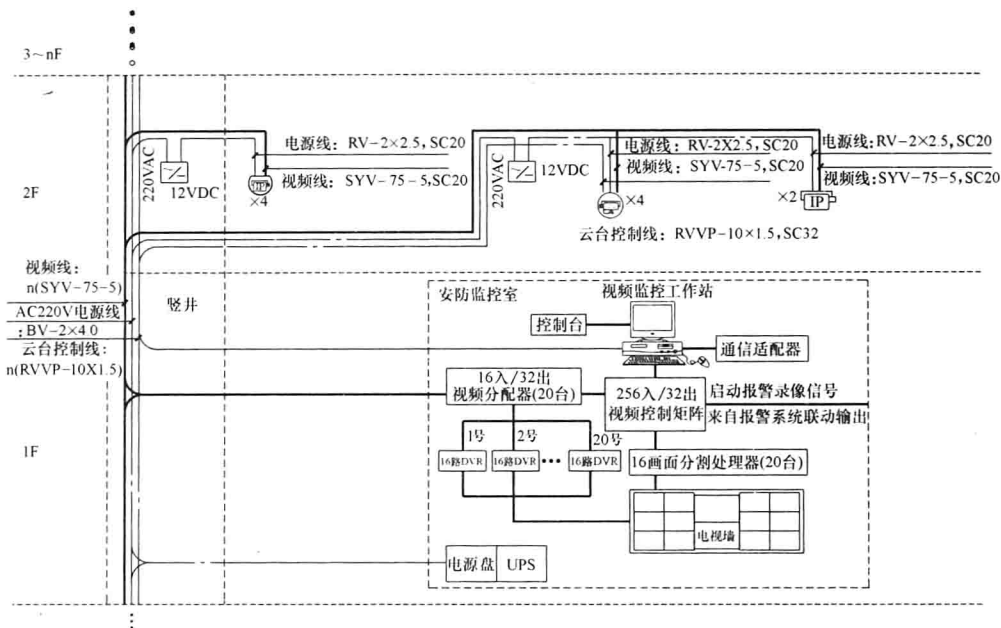 3～nF
220VAC
12VDC
电源线：RV-2×2.5,SC20
视频线：SYV-75-5,SC20
×4
220VAC
12VDC
电源线：RV-2X2.5,SC20
视频线：SYV-75-5,SC20
×4
电源线：RV-2×2.5,SC20
视频线:SYV-75-5,SC20
×2
IP
云台控制线：RVVP-10×1.5,SC32
2F
视频线：
n(SYV-75-5)
AC220V电源线
:BV-2×4 0
云台控制线：
n(RVVP-10X1.5)
竖井
安防监控室
视频监控工作站
控制台
通信适配器
16入/32出
视频分配器(20台)
256入/32出
视频控制矩阵
启动报警录像信号
来自报警系统联动输出
1号
2号
20号
16路DVR
16路DVR
16路DVR
16画面分割处理器(20台)
电视墙
1F
电源盘
UPS